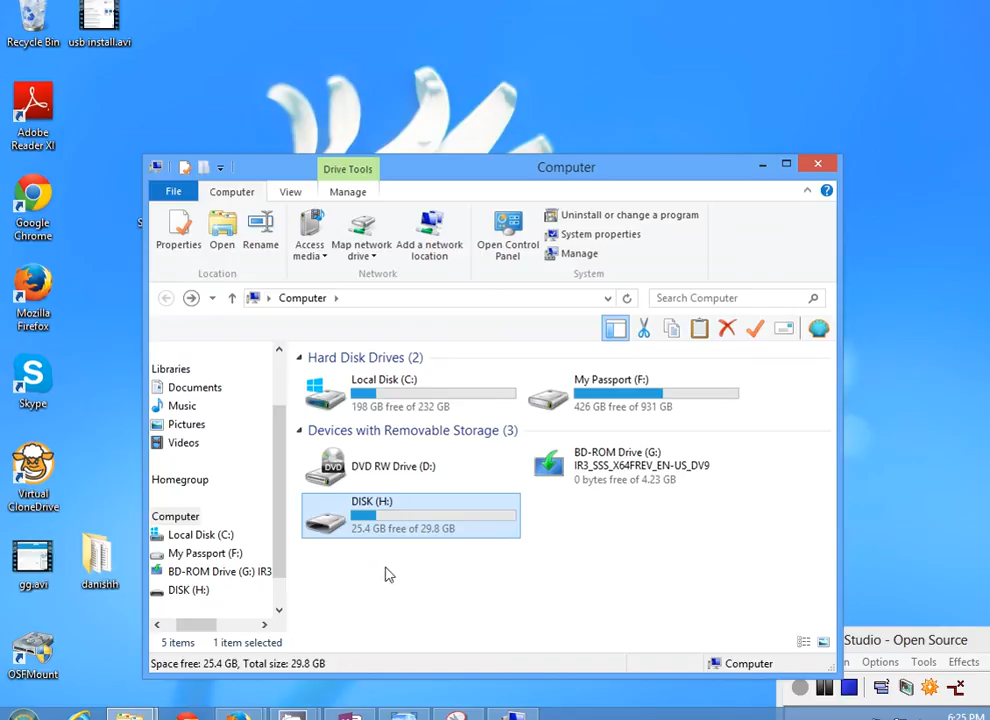 Recycle Bin
usb install.avi
Adobe
Reader XI
Google
Chrome
Mozilla
Firefox
Skype
Virtual
CloneDrive
gg.avi
danishh
OSFMount
Drive Tools
Computer
File
Computer
View
Manage
Properties
Open
Rename
Access
media
Map network
drive
Add a network
location
Open Control
Panel
Uninstall or change a program
System properties
Manage
Location
Network
System
Computer
Search Computer
Libraries
Documents
Music
Pictures
Videos
Homegroup
Computer
Local Disk (C:)
My Passport (F:)
BD-ROM Drive (G:) IR3
DISK (H:)
Hard Disk Drives (2)
Local Disk (C:)
198 GB free of 232 GB
My Passport (F:)
426 GB free of 931 GB
Devices with Removable Storage (3)
DVD RW Drive (D:)
BD-ROM Drive (G:)
IR3_SSS_X64FREV_EN-US_DV9
0 bytes free of 4.23 GB
DISK (H:)
25.4 GB free of 29.8 GB
5 items
1 item selected
Space free: 25.4 GB, Total size: 29.8 GB
Computer
Studio - Open Source
Options
Tools
Effects
6:25 PM